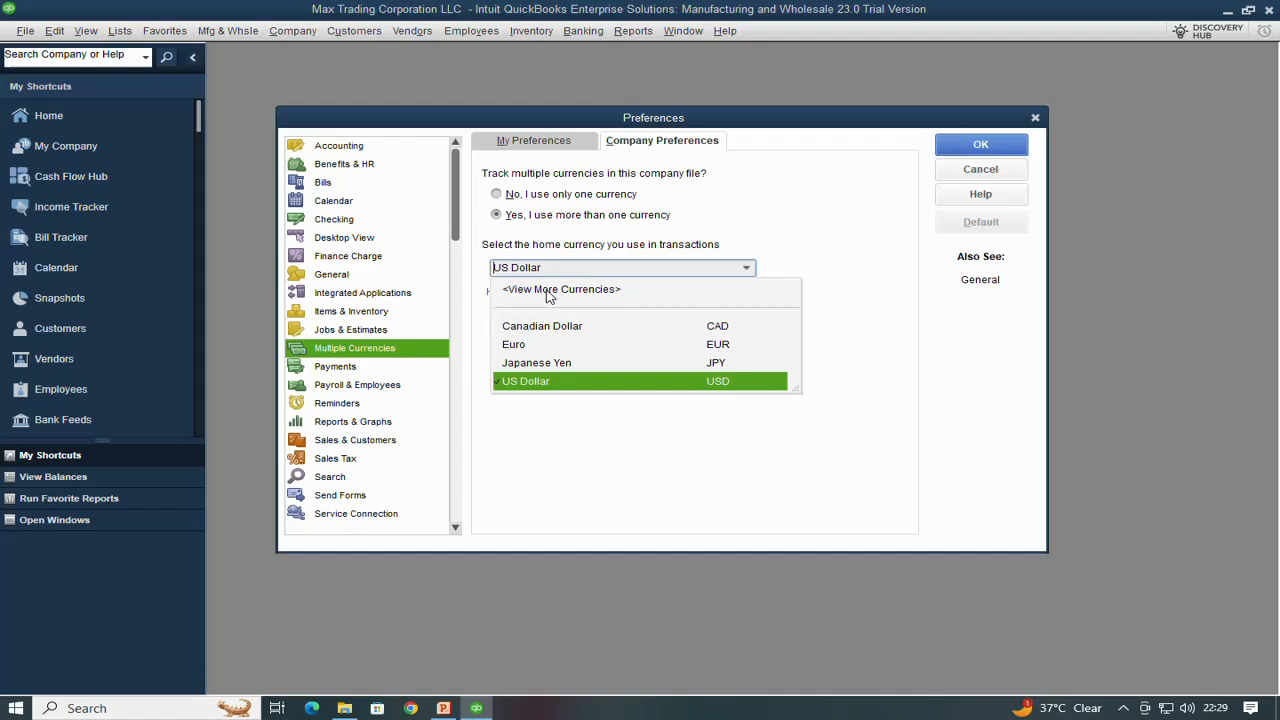 Max Trading Corporation LLC - Intuit QuickBooks Enterprise Solutions: Manufacturing and Wholesale 23.0 Trial Version
File Edit View Lists Favorites Mfg & Whsle Company Customers Vendors Employees Inventory Banking Reports Window Help
DISCOVERY
HUB
Search Company or Help
My Shortcuts
Home
My Company
Cash Flow Hub
Income Tracker
Bill Tracker
Calendar
Snapshots
Customers
Vendors
Employees
Bank Feeds
My Shortcuts
View Balances
Run Favorite Reports
Open Windows
Preferences
Accounting
Benefits & HR
Bills
Calendar
Checking
Desktop View
Finance Charge
General
Integrated Applications
Items & Inventory
Jobs & Estimates
Multiple Currencies
Payments
Payroll & Employees
Reminders
Reports & Graphs
Sales & Customers
Sales Tax
Search
Send Forms
Service Connection
My Preferences Company Preferences
Track multiple currencies in this company file?
No, I use only one currency
Yes, I use more than one currency
Select the home currency you use in transactions
US Dollar
<View More Currencies>
Canadian Dollar CAD
Euro EUR
Japanese Yen JPY
US Dollar USD
OK
Cancel
Help
Default
Also See:
General
Search
37°C Clear
22:29